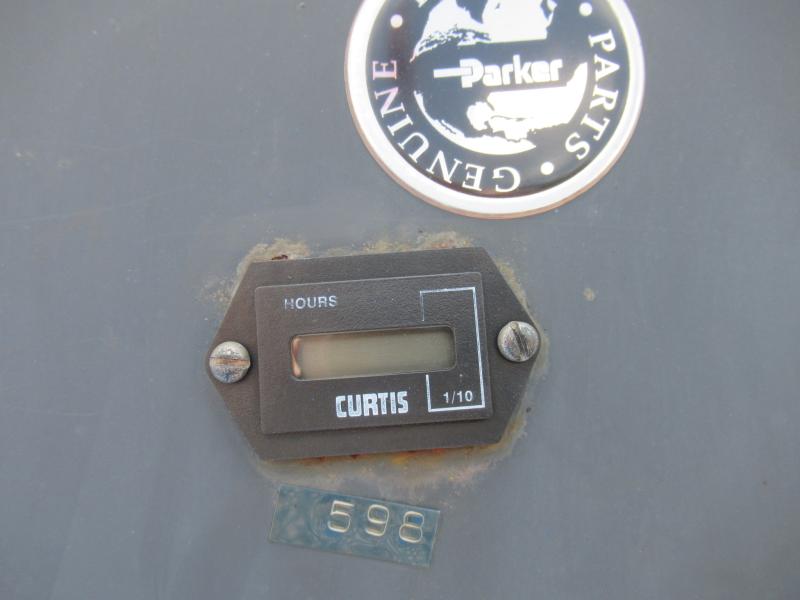 GENUINE • PARTS •
Parker
HOURS
CURTIS
1/10
598